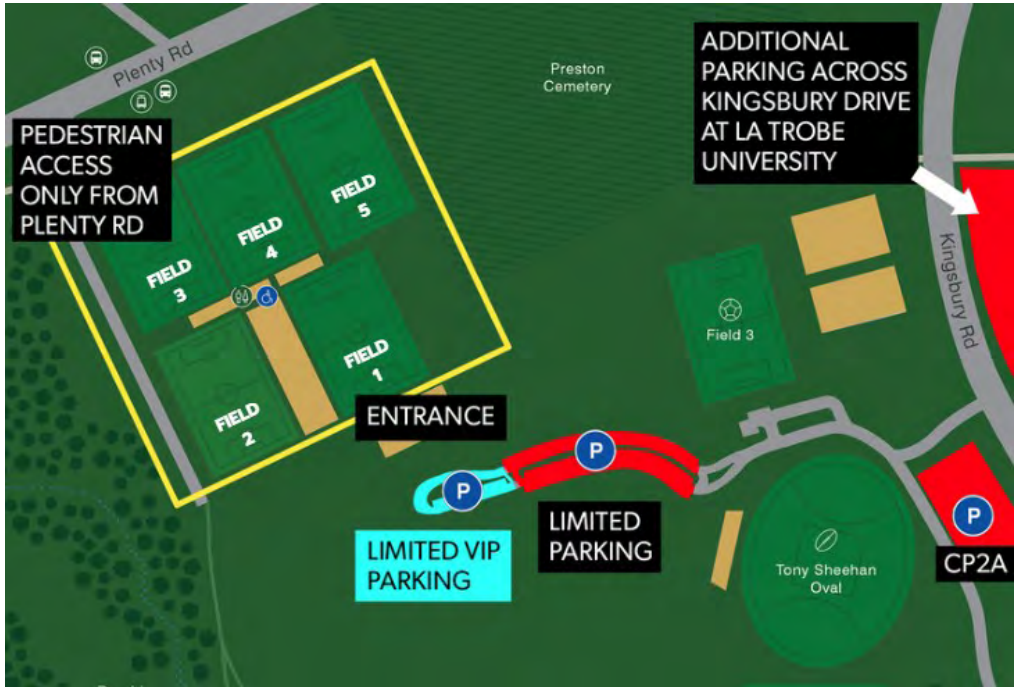 Plenty Rd
PEDESTRIAN
ACCESS
ONLY FROM
PLENTY RD
Preston
Cemetery
ADDITIONAL
PARKING ACROSS
KINGSBURY DRIVE
AT LA TROBE
UNIVERSITY
FIELD
5
FIELD
4
FIELD
3
FIELD
1
FIELD
2
Field 3
Kingsbury Rd
ENTRANCE
P
P
LIMITED VIP
PARKING
LIMITED
PARKING
P
CP2A
Tony Sheehan
Oval